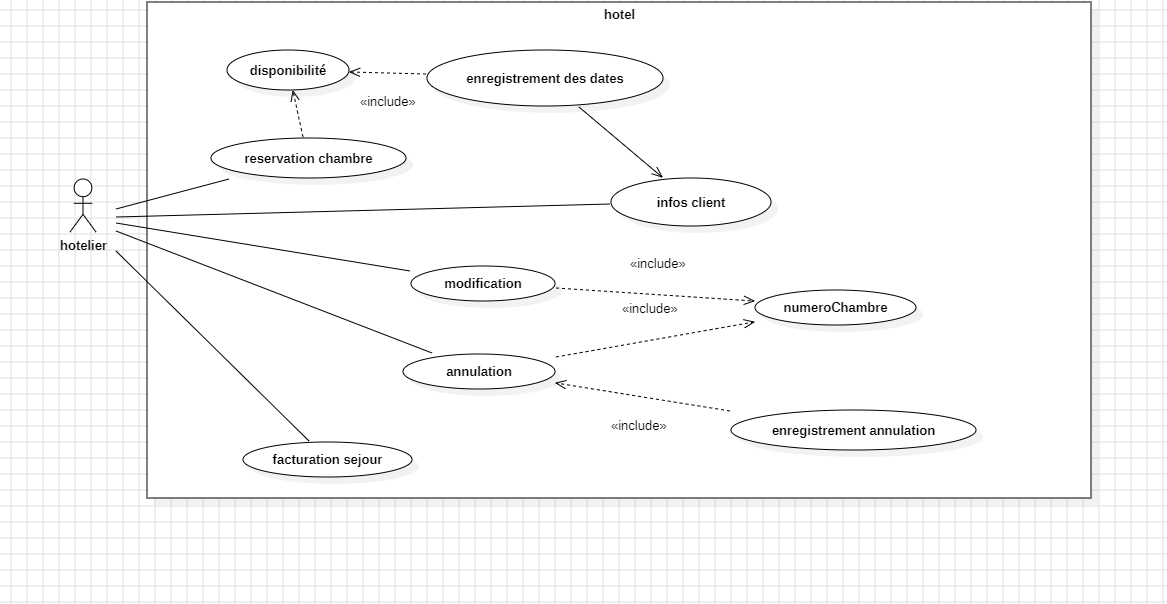 hotel
disponibilité
enregistrement des dates
«include»
reservation chambre
infos client
hotelier
«include»
modification
numeroChambre
«include»
annulation
«include»
enregistrement annulation
facturation sejour